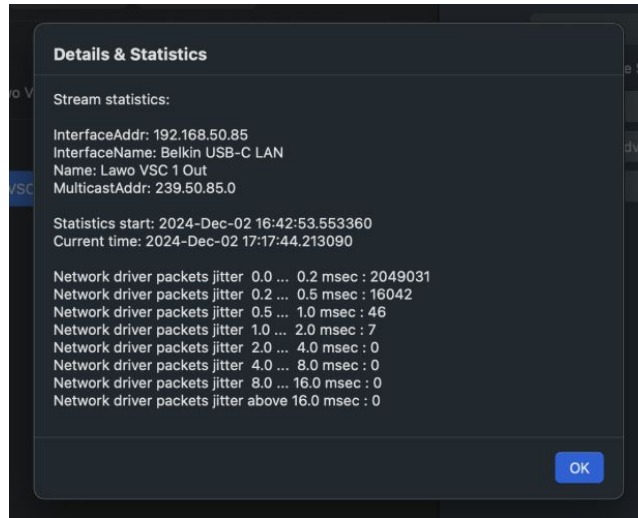 Details & Statistics
Stream statistics:
InterfaceAddr: 192.168.50.85
InterfaceName: Belkin USB-C LAN
Name: Lawo VSC 1 Out
MulticastAddr: 239.50.85.0
Statistics start: 2024-Dec-02 16:42:53.553360
Current time: 2024-Dec-02 17:17:44.213090
Network driver packets jitter 0.0 ... 0.2 msec : 2049031
Network driver packets jitter 0.2 ... 0.5 msec : 16042
Network driver packets jitter 0.5 ... 1.0 msec : 46
Network driver packets jitter 1.0 ... 2.0 msec : 7
Network driver packets jitter 2.0 ... 4.0 msec : 0
Network driver packets jitter 4.0 ... 8.0 msec : 0
Network driver packets jitter 8.0 ... 16.0 msec : 0
Network driver packets jitter above 16.0 msec : 0
OK